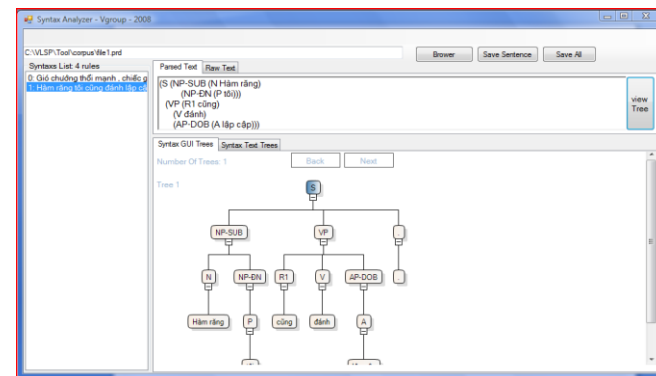 Syntax Analyzer - Vgroup - 2008
C:\VLSP\Tool\corpus\file1.prd
Brower
Save Sentence
Save All
Syntaxs List: 4 rules
0: Gió chướng thổi mạnh , chiếc g
1: Hàm răng tôi cũng đánh lập cậ
Parsed Text
Raw Text
(S (NP-SUB (N Hàm răng)
(NP-ĐN (P tôi)))
(VP (R1 cũng)
(V đánh)
(AP-DOB (A lập cập)))
view
Tree
Syntax GUI Trees
Syntax Text Trees
Number Of Trees: 1
Back
Next
Tree 1
S
NP-SUB
VP
.
N
NP-ĐN
R1
V
AP-DOB
.
Hàm răng
P
cũng
đánh
A